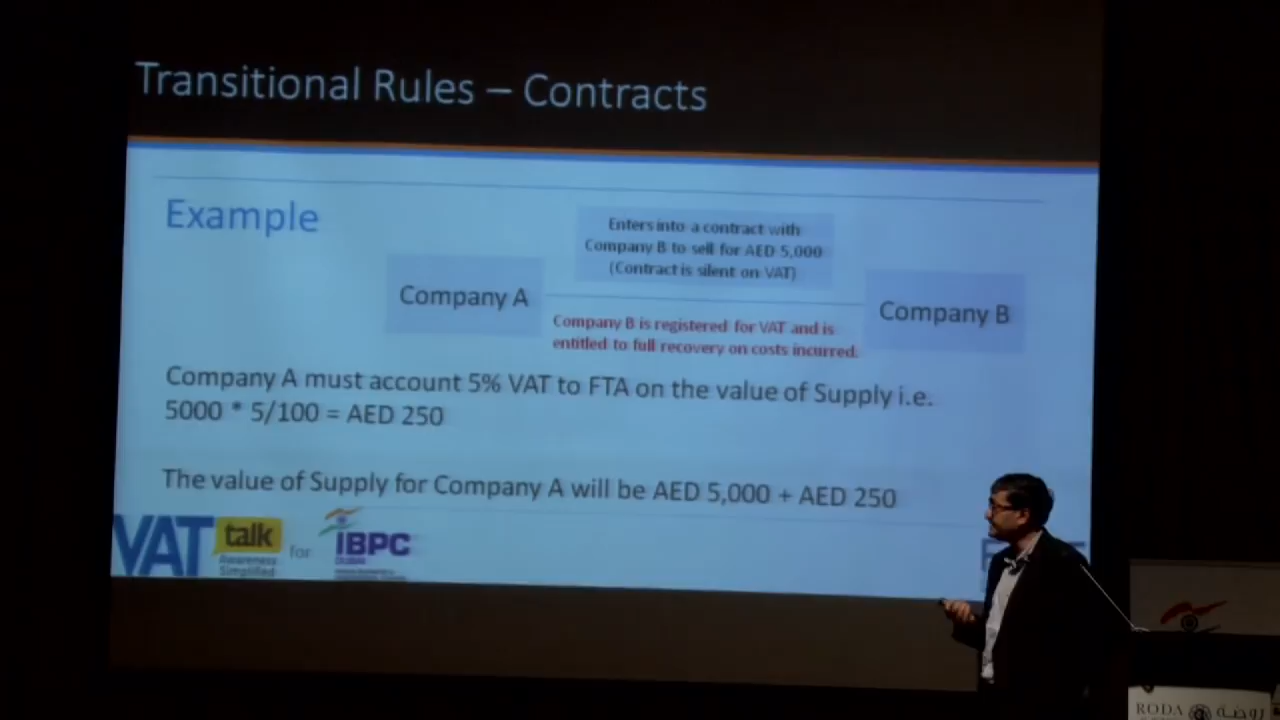 Transitional Rules – Contracts
Example
Enters into a contract with
Company B to sell for AED 5,000
(Contract is silent on VAT)
Company A
Company B
Company B is registered for VAT and is
entitled to full recovery on costs incurred.
Company A must account 5% VAT to FTA on the value of Supply i.e.
5000 * 5/100 = AED 250
The value of Supply for Company A will be AED 5,000 + AED 250
VAT talk
Awareness
Simplified
for
IBPC
DUBAI
RODA روضة